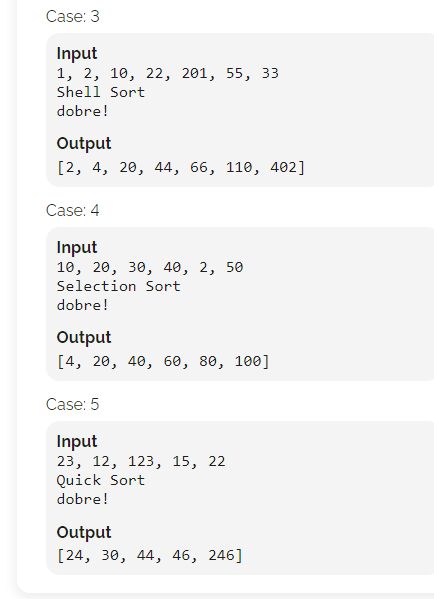 Case: 3
Input
1, 2, 10, 22, 201, 55, 33
Shell Sort
dobre!
Output
[2, 4, 20, 44, 66, 110, 402]
Case: 4
Input
10, 20, 30, 40, 2, 50
Selection Sort
dobre!
Output
[4, 20, 40, 60, 80, 100]
Case: 5
Input
23, 12, 123, 15, 22
Quick Sort
dobre!
Output
[24, 30, 44, 46, 246]